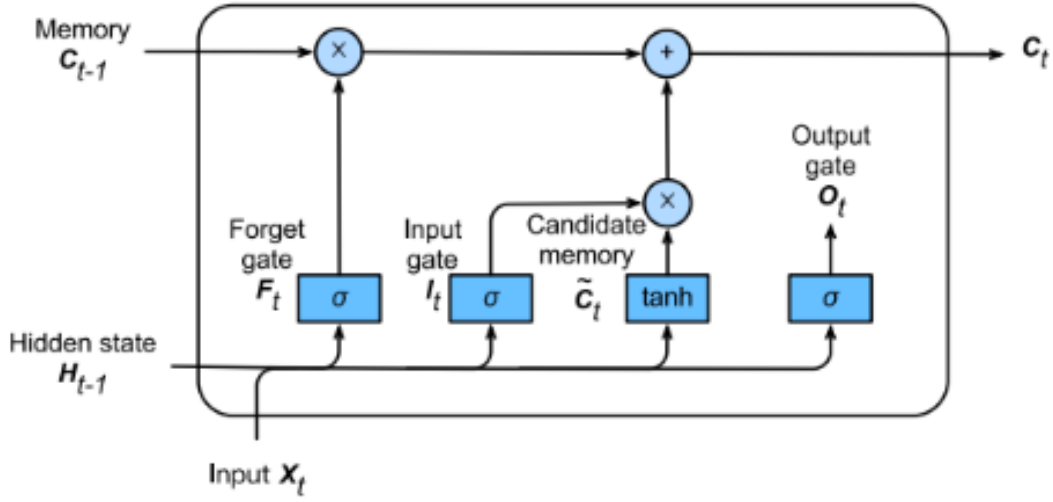 Memory
C_{t-1}
×
+
C_t
Output
gate
O_t
×
Forget
gate
F_t
σ
Input
gate
I_t
σ
Candidate
memory
C̃_t
tanh
σ
Hidden state
H_{t-1}
Input X_t